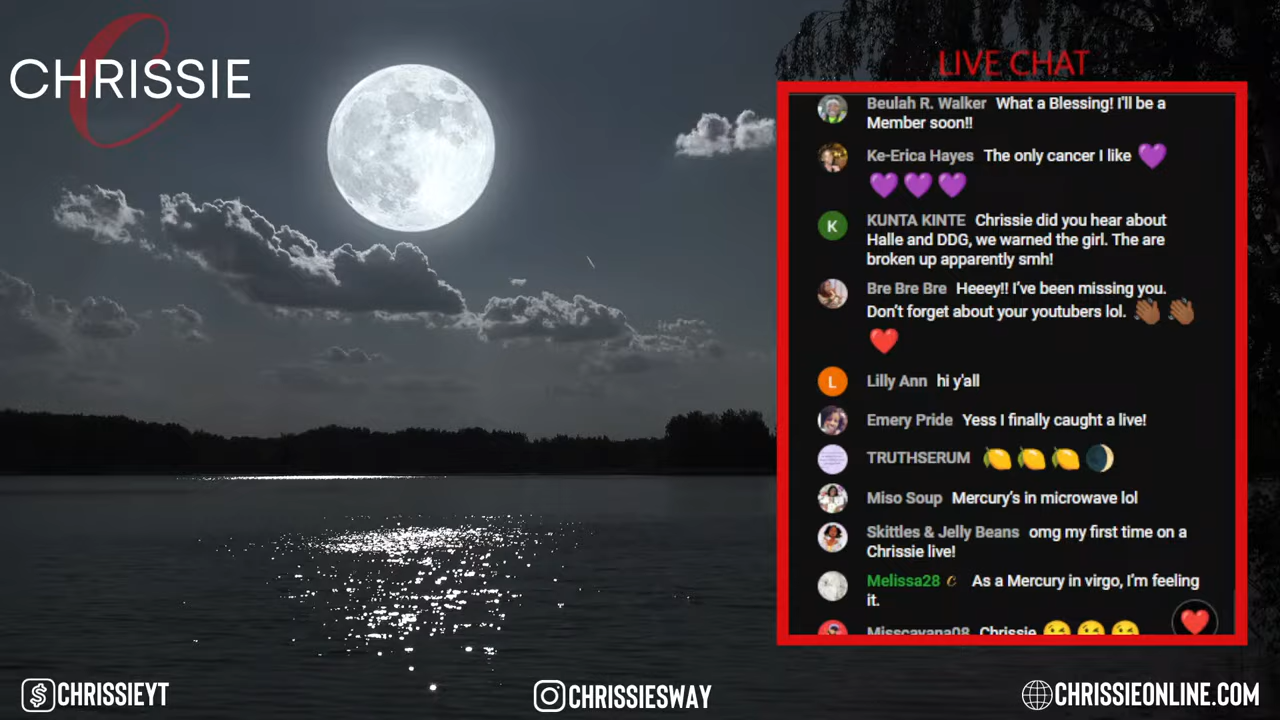 CHRISSIE
LIVE CHAT
Beulah R. Walker What a Blessing! I'll be a
Member soon!!
Ke-Erica Hayes The only cancer I like 💜
💜💜💜
K
KUNTA KINTE Chrissie did you hear about
Halle and DDG, we warned the girl. The are
broken up apparently smh!
Bre Bre Bre Heeey!! I've been missing you.
Don't forget about your youtubers lol. 👋🏾👋🏾
❤️
L
Lilly Ann hi y'all
Emery Pride Yess I finally caught a live!
TRUTHSERUM 🍋🍋🍋🌒
Miso Soup Mercury's in microwave lol
Skittles & Jelly Beans omg my first time on a
Chrissie live!
Melissa28 C As a Mercury in virgo, I'm feeling
it.
Misscayana08 Chrissie 😘😘😘
$ CHRISSIEYT
CHRISSIESWAY
CHRISSIEONLINE.COM